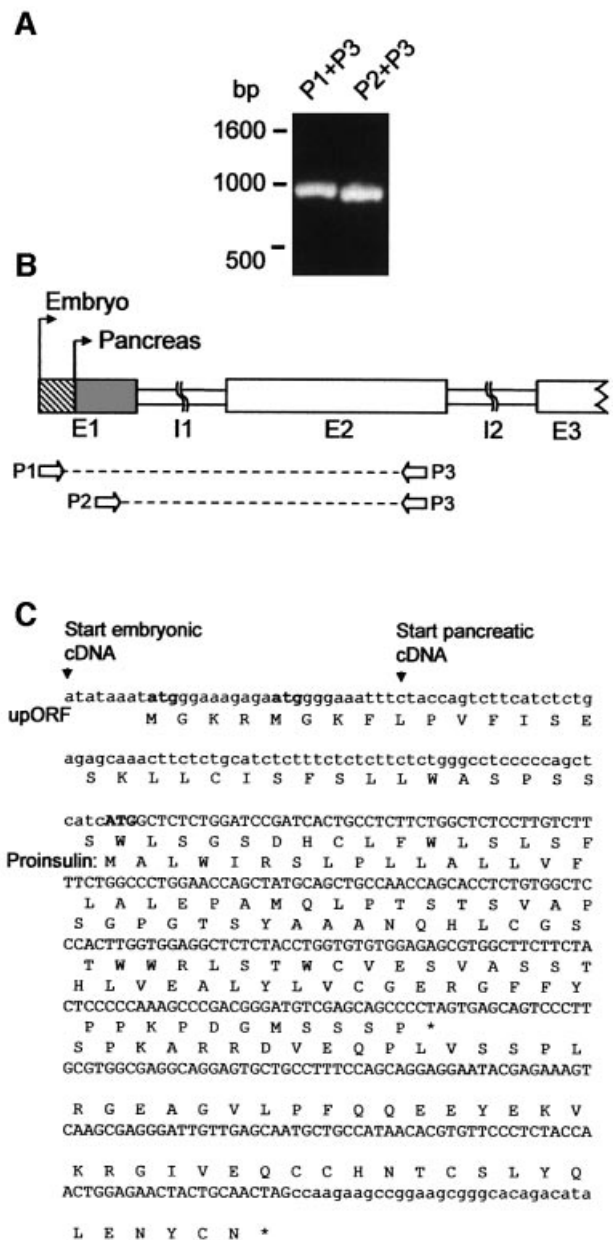 A
bp P1+P3 P2+P3
1600
1000
500
B
Embryo
Pancreas
E1 I1 E2 I2 E3
P1 P3
P2 P3
C
Start embryonic cDNA Start pancreatic cDNA
atataaatatgggaaagagaatggggaaatttctaccagtcttcatctctg
upORF M G K R M G K F L P V F I S E
agagcaaacttctctgcatctctttctctcttctctgggcctcccccagct
S K L L C I S F S L L W A S P S S
catcATGGCTCTCTGGATCCGATCACTGCCTCTTCTGGCTCTCCTTGTCTT
S W L S G S D H C L F W L S L S F
Proinsulin: M A L W I R S L P L L A L L V F
TTCTGGCCCTGGAACCAGCTATGCAGCTGCCAACCAGCACCTCTGTGGCTC
L A L E P A M Q L P T S T S V A P
S G P G T S Y A A A N Q H L C G S
CCACTTGGTGGAGGCTCTCTACCTGGTGTGTGGAGAGCGTGGCTTCTTCTA
T W W R L S T W C V E S V A S S T
H L V E A L Y L V C G E R G F F Y
CTCCCCCAAAGCCCGACGGGATGTCGAGCAGCCCCTAGTGAGCAGTCCCTT
P P K P D G M S S S P *
S P K A R R D V E Q P L V S S P L
GCGTGGCGAGGCAGGAGTGCTGCCTTTCCAGCAGGAGGAATACGAGAAAGT
R G E A G V L P F Q Q E E Y E K V
CAAGCGAGGGATTGTTGAGCAATGCTGCCATAACACGTGTTCCCTCTACCA
K R G I V E Q C C H N T C S L Y Q
ACTGGAGAACTACTGCAACTAGccaagaagccggaagcgggcacagacata
L E N Y C N *